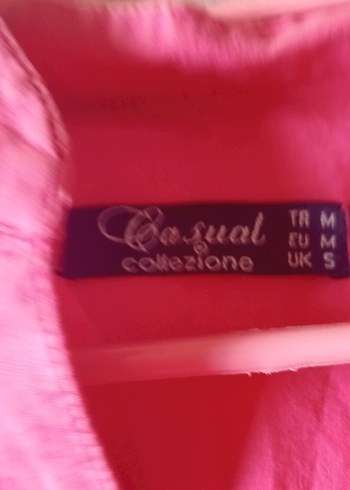 Casual
collezione
TR M
EU M
UK S